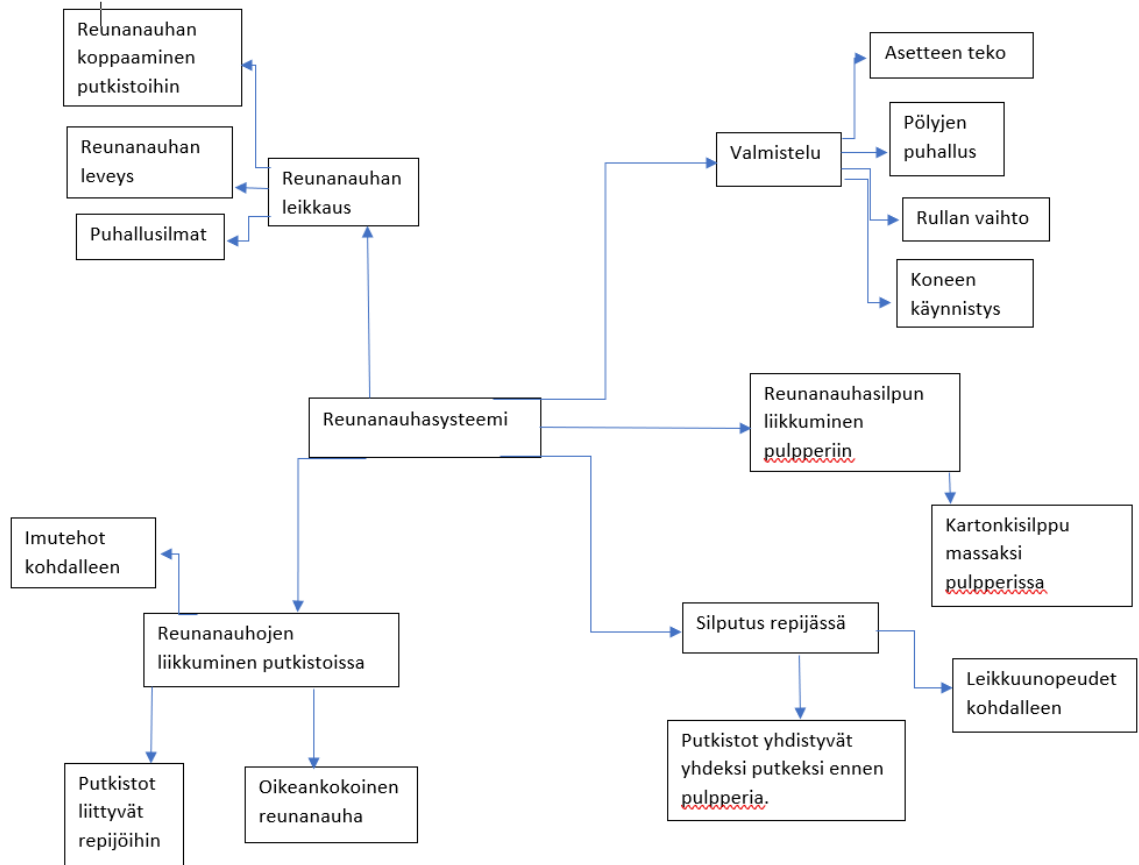 Reunanauhan
koppaaminen
putkistoihin
Reunanauhan
leveys
Puhallusilmat
Reunanauhan
leikkaus
Valmistelu
Asetteen teko
Pölyjen
puhallus
Rullan vaihto
Koneen
käynnistys
Reunanauhasysteemi
Reunanauhasilpun
liikkuminen
pulpperiin
Kartonkisilppu
massaksi
pulpperissa
Imutehot
kohdalleen
Reunanauhojen
liikkuminen putkistoissa
Putkistot
liittyvät
repijöihin
Oikeankokoinen
reunanauha
Silputus repijässä
Leikkuunopeudet
kohdalleen
Putkistot yhdistyvät
yhdeksi putkeksi ennen
pulpperia.